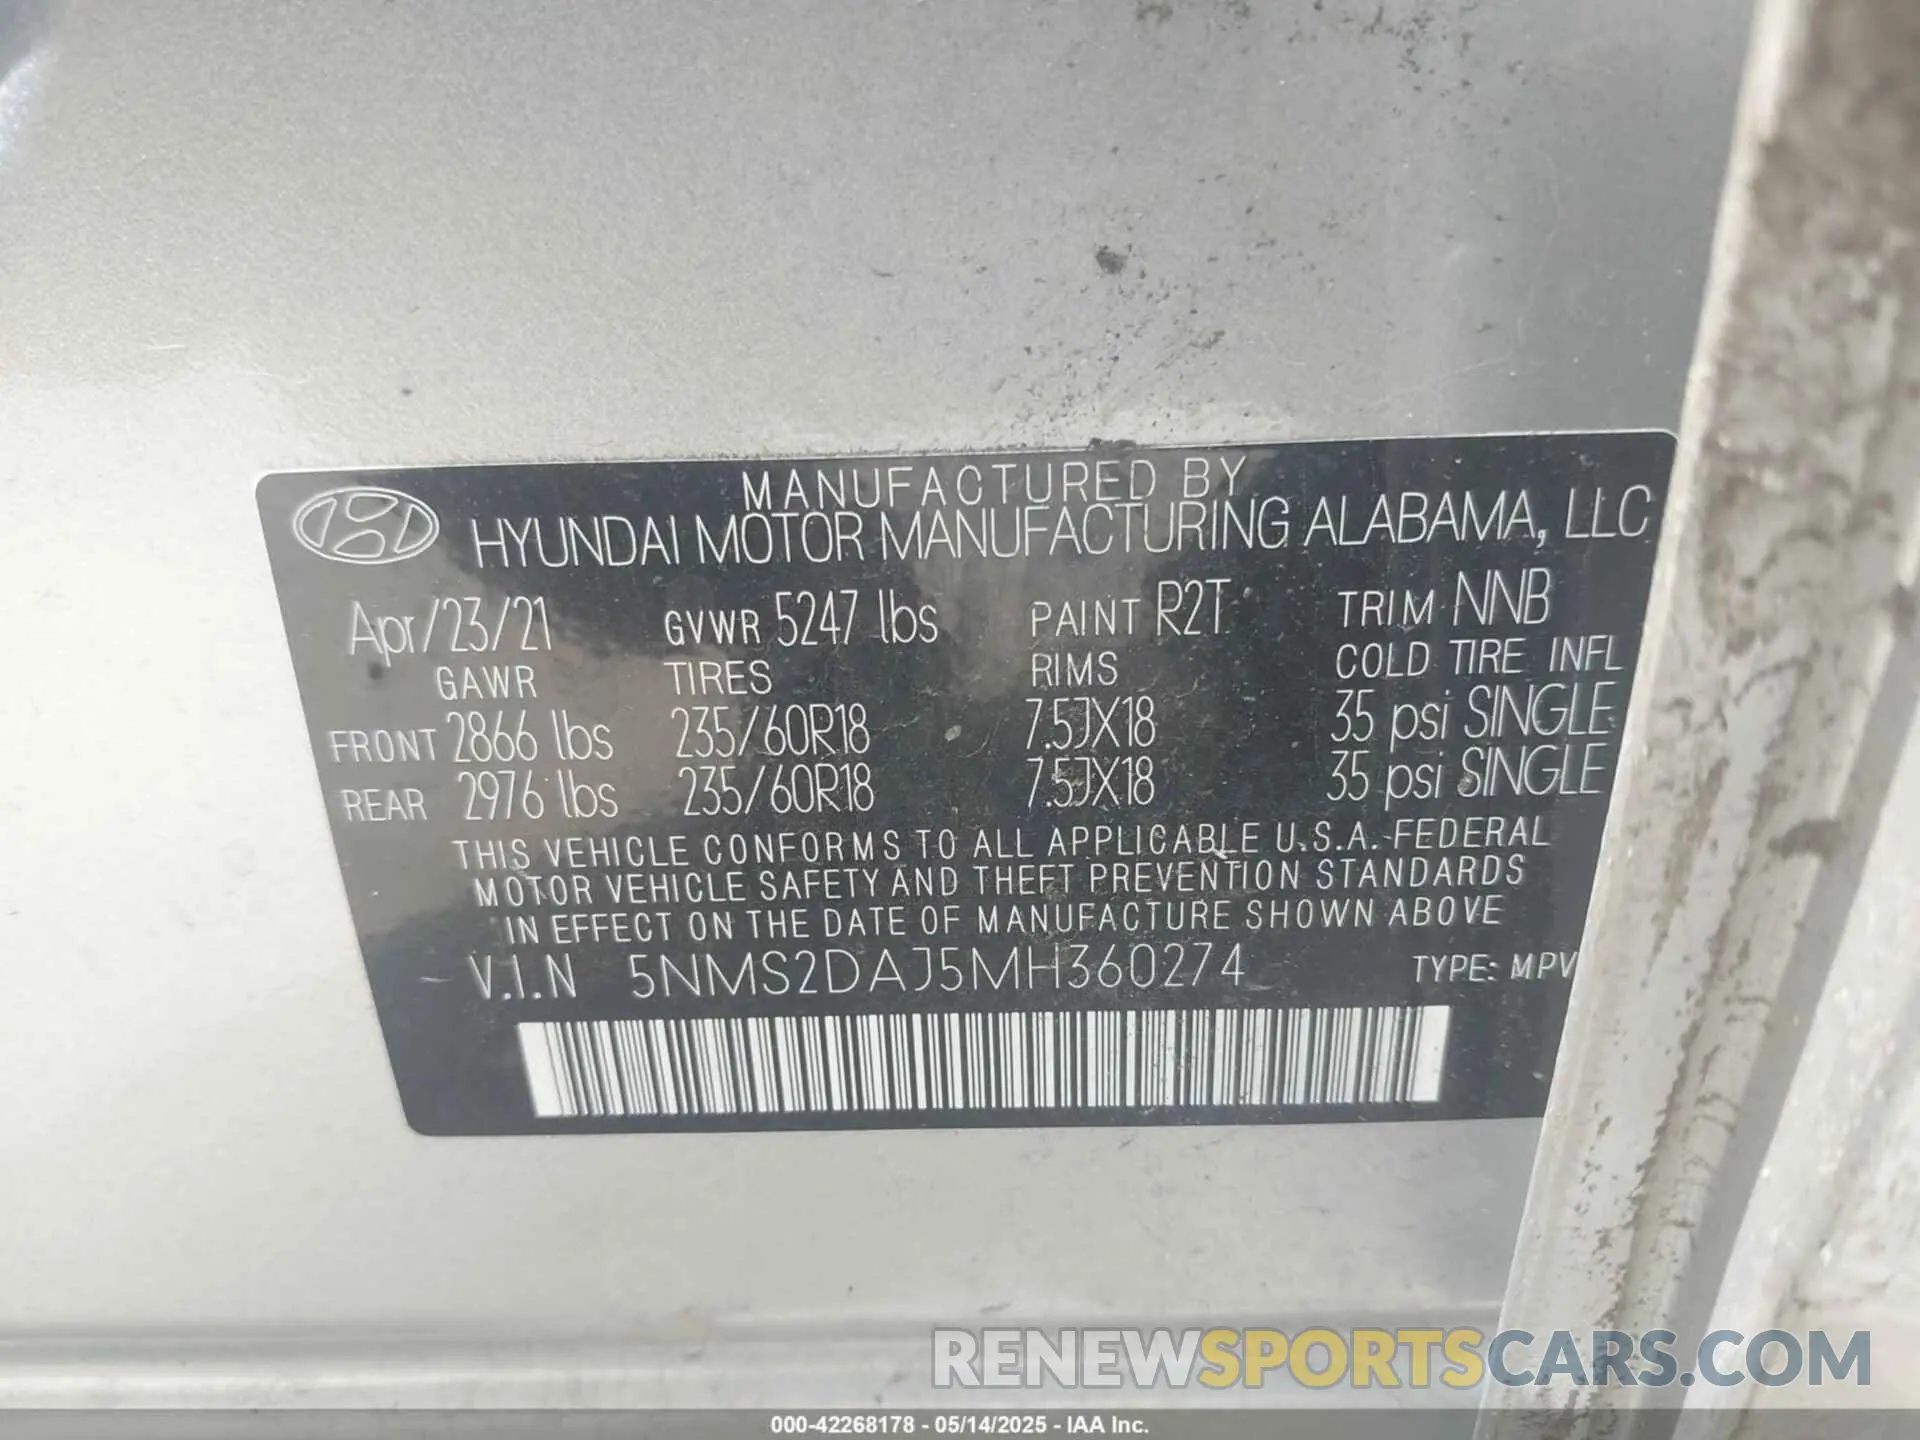 MANUFACTURED BY
HYUNDAI MOTOR MANUFACTURING ALABAMA, LLC
Apr/23/21 GVWR 5247 lbs PAINT R2T TRIM NNB
GAWR TIRES RIMS COLD TIRE INFL
FRONT 2866 lbs 235/60R18 7.5JX18 35 psi SINGLE
REAR 2976 lbs 235/60R18 7.5JX18 35 psi SINGLE
THIS VEHICLE CONFORMS TO ALL APPLICABLE U.S.A. FEDERAL
MOTOR VEHICLE SAFETY AND THEFT PREVENTION STANDARDS
IN EFFECT ON THE DATE OF MANUFACTURE SHOWN ABOVE
V.I.N 5NMS2DAJ5MH360274 TYPE: MPV
RENEWSPORTSCARS.COM
000-42268178 - 05/14/2025 - IAA Inc.